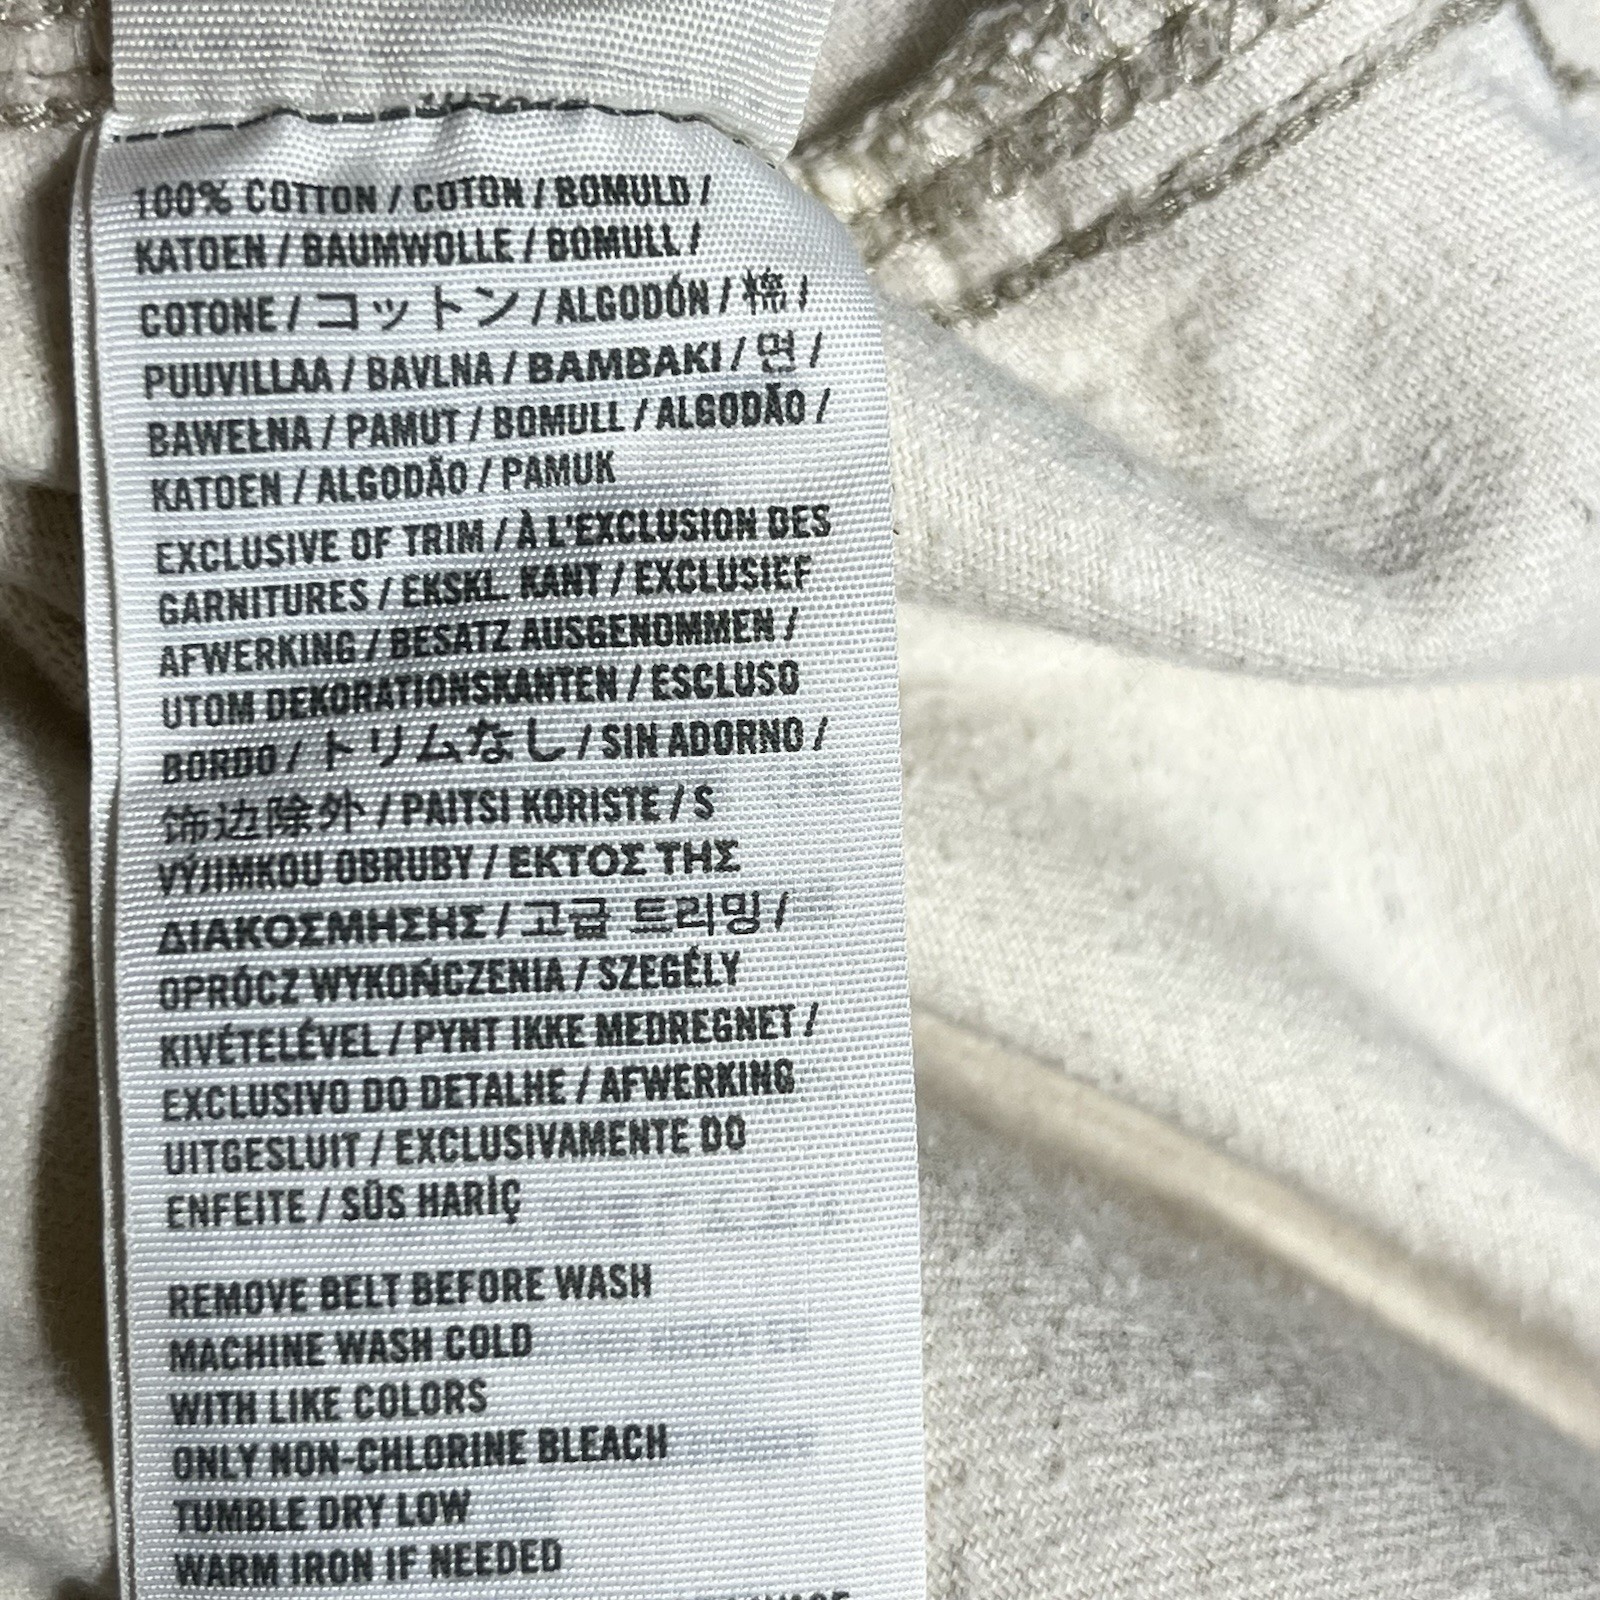 100% COTTON / COTON / BOMULD /
KATOEN / BAUMWOLLE / BOMULL /
COTONE / コットン / ALGODÓN / 棉 /
PUUVILLAA / BAVLNA / BAMBAKI / 면 /
BAWEŁNA / PAMUT / BOMULL / ALGODÃO /
KATOEN / ALGODÃO / PAMUK
EXCLUSIVE OF TRIM / À L'EXCLUSION DES
GARNITURES / EKSKL. KANT / EXCLUSIEF
AFWERKING / BESATZ AUSGENOMMEN /
UTOM DEKORATIONSKANTEN / ESCLUSO
BORDO / トリムなし / SIN ADORNO /
饰边除外 / PAITSI KORISTE / S
VÝJIMKOU OBRUBY / ΕΚΤΟΣ ΤΗΣ
ΔΙΑΚΟΣΜΗΣΗΣ / 고급 트리밍 /
OPRÓCZ WYKOŃCZENIA / SZEGÉLY
KIVÉTELÉVEL / PYNT IKKE MEDREGNET /
EXCLUSIVO DO DETALHE / AFWERKING
UITGESLUIT / EXCLUSIVAMENTE DO
ENFEITE / SÜS HARİÇ
REMOVE BELT BEFORE WASH
MACHINE WASH COLD
WITH LIKE COLORS
ONLY NON-CHLORINE BLEACH
TUMBLE DRY LOW
WARM IRON IF NEEDED